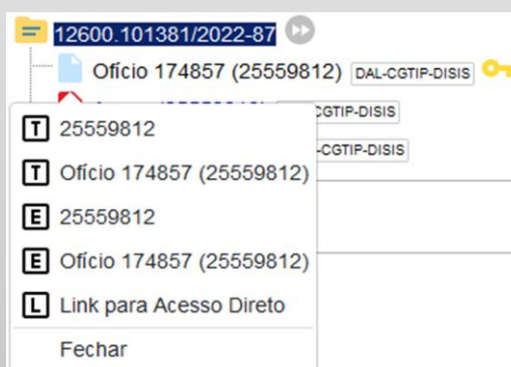 12600.101381/2022-87
Ofício 174857 (25559812) DAL-CGTIP-DISIS
CGTIP-DISIS
T 25559812
-CGTIP-DISIS
T Ofício 174857 (25559812)
E 25559812
E Ofício 174857 (25559812)
L Link para Acesso Direto
Fechar